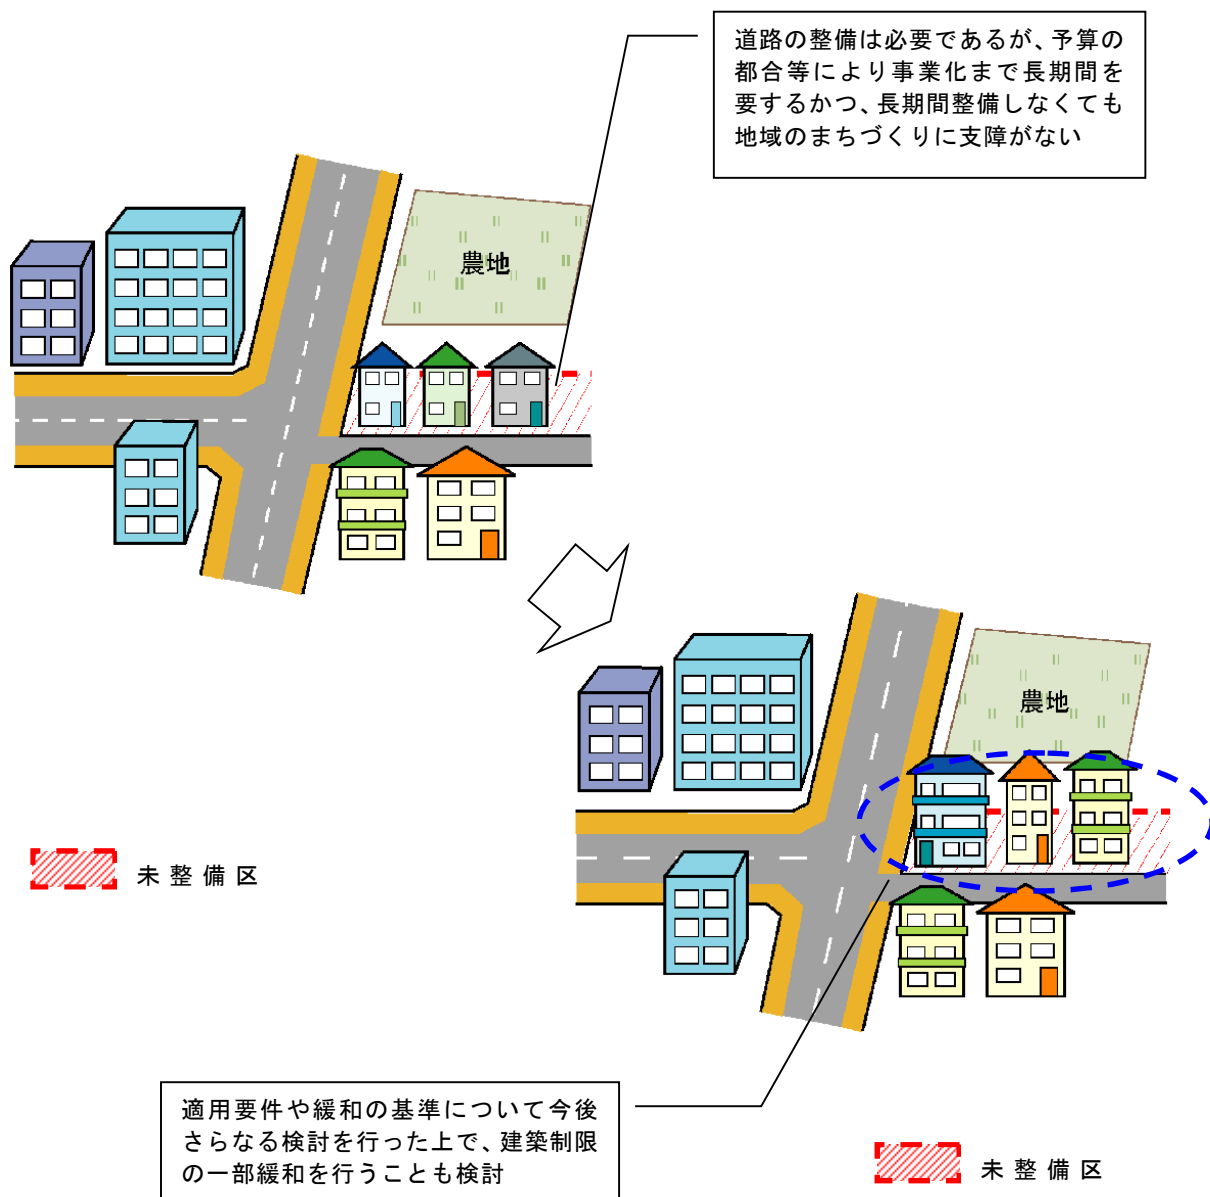 道路の整備は必要であるが、予算の
都合等により事業化まで長期間を
要するかつ、長期間整備しなくても
地域のまちづくりに支障がない
農地
農地
未整備区
適用要件や緩和の基準について今後
さらなる検討を行った上で、建築制限
の一部緩和を行うことも検討
未整備区